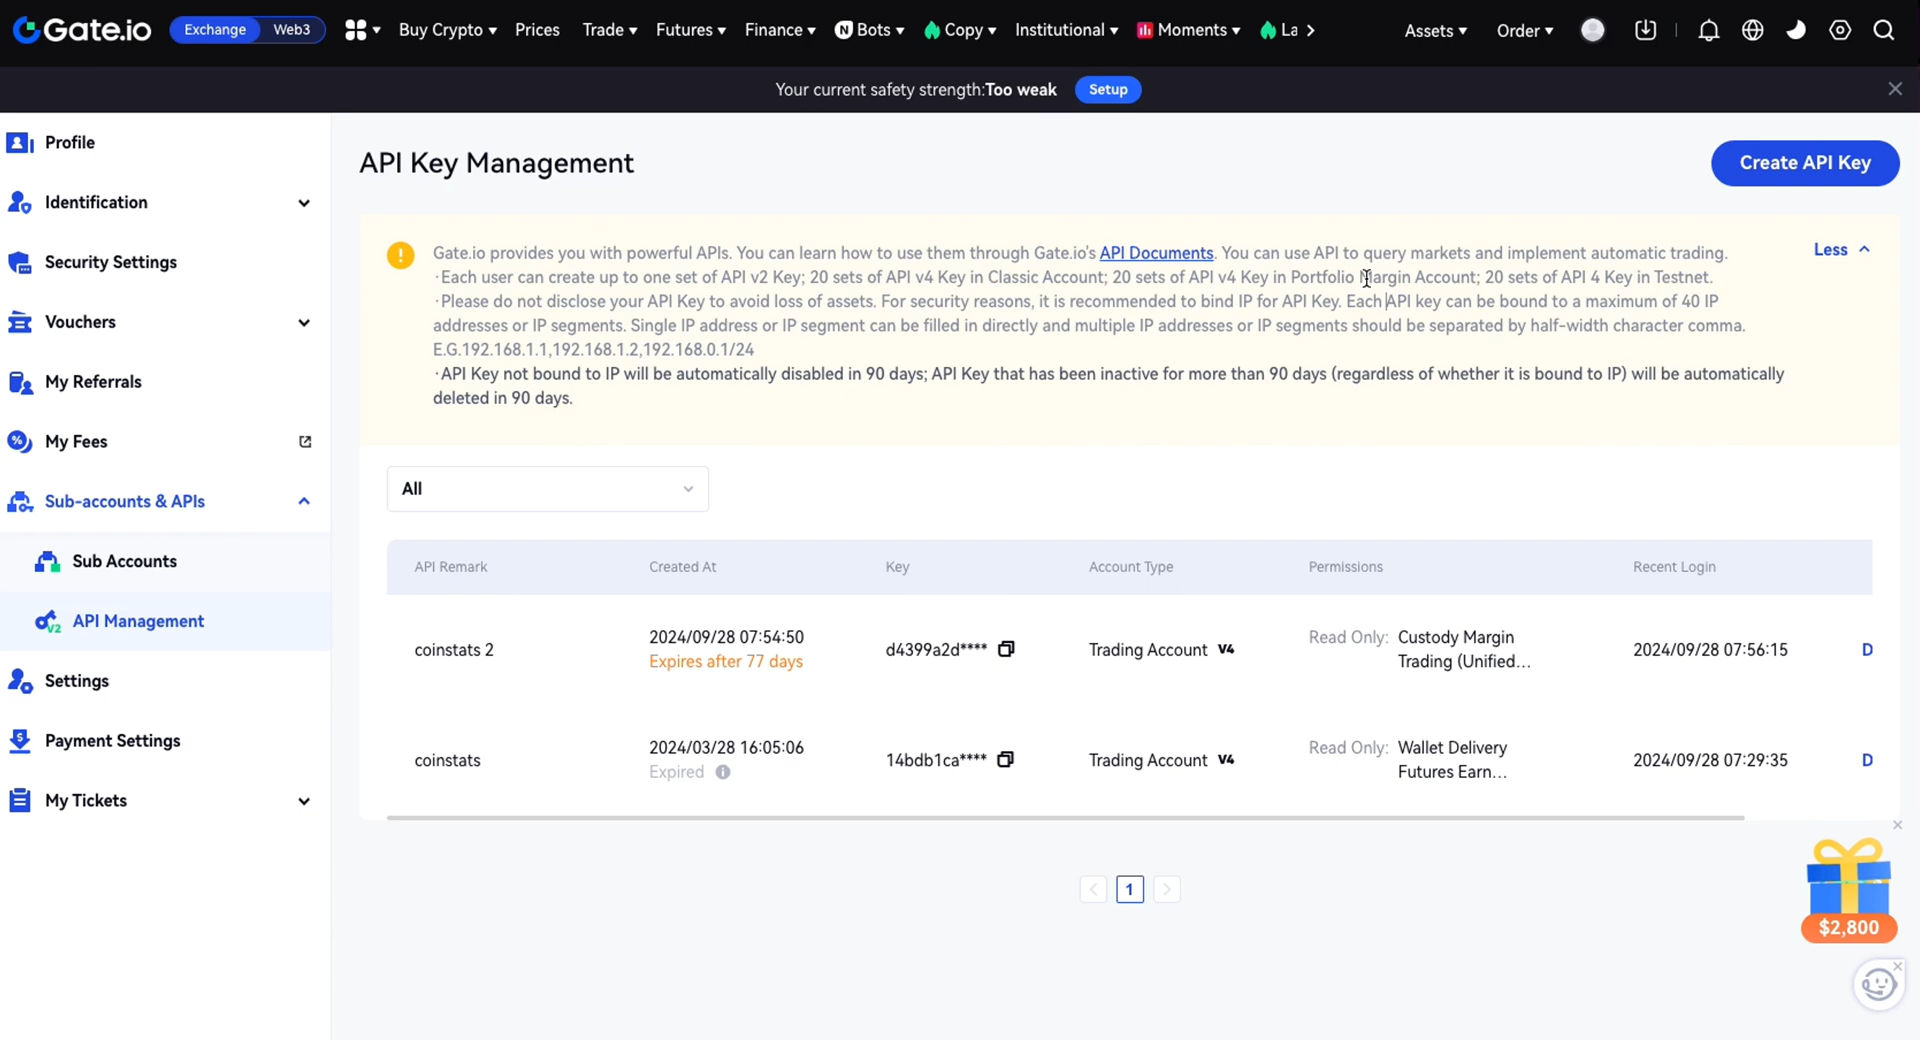 Gate.io Exchange Web3 Buy Crypto Prices Trade Futures Finance Bots Copy Institutional Moments La Assets Order
Your current safety strength:Too weak Setup
Profile
Identification
Security Settings
Vouchers
My Referrals
My Fees
Sub-accounts & APIs
Sub Accounts
V2 API Management
Settings
Payment Settings
My Tickets
API Key Management
Create API Key
Gate.io provides you with powerful APIs. You can learn how to use them through Gate.io's API Documents. You can use API to query markets and implement automatic trading.
Less
·Each user can create up to one set of API v2 Key; 20 sets of API v4 Key in Classic Account; 20 sets of API v4 Key in Portfolio Margin Account; 20 sets of API 4 Key in Testnet.
·Please do not disclose your API Key to avoid loss of assets. For security reasons, it is recommended to bind IP for API Key. Each API key can be bound to a maximum of 40 IP
addresses or IP segments. Single IP address or IP segment can be filled in directly and multiple IP addresses or IP segments should be separated by half-width character comma.
E.G.192.168.1.1,192.168.1.2,192.168.0.1/24
·API Key not bound to IP will be automatically disabled in 90 days; API Key that has been inactive for more than 90 days (regardless of whether it is bound to IP) will be automatically
deleted in 90 days.
All
API Remark Created At Key Account Type Permissions Recent Login
coinstats 2
2024/09/28 07:54:50
Expires after 77 days
d4399a2d****
Trading Account V4
Read Only: Custody Margin
Trading (Unified...
2024/09/28 07:56:15
D
coinstats
2024/03/28 16:05:06
Expired
14bdb1ca****
Trading Account V4
Read Only: Wallet Delivery
Futures Earn...
2024/09/28 07:29:35
D
1
$2,800